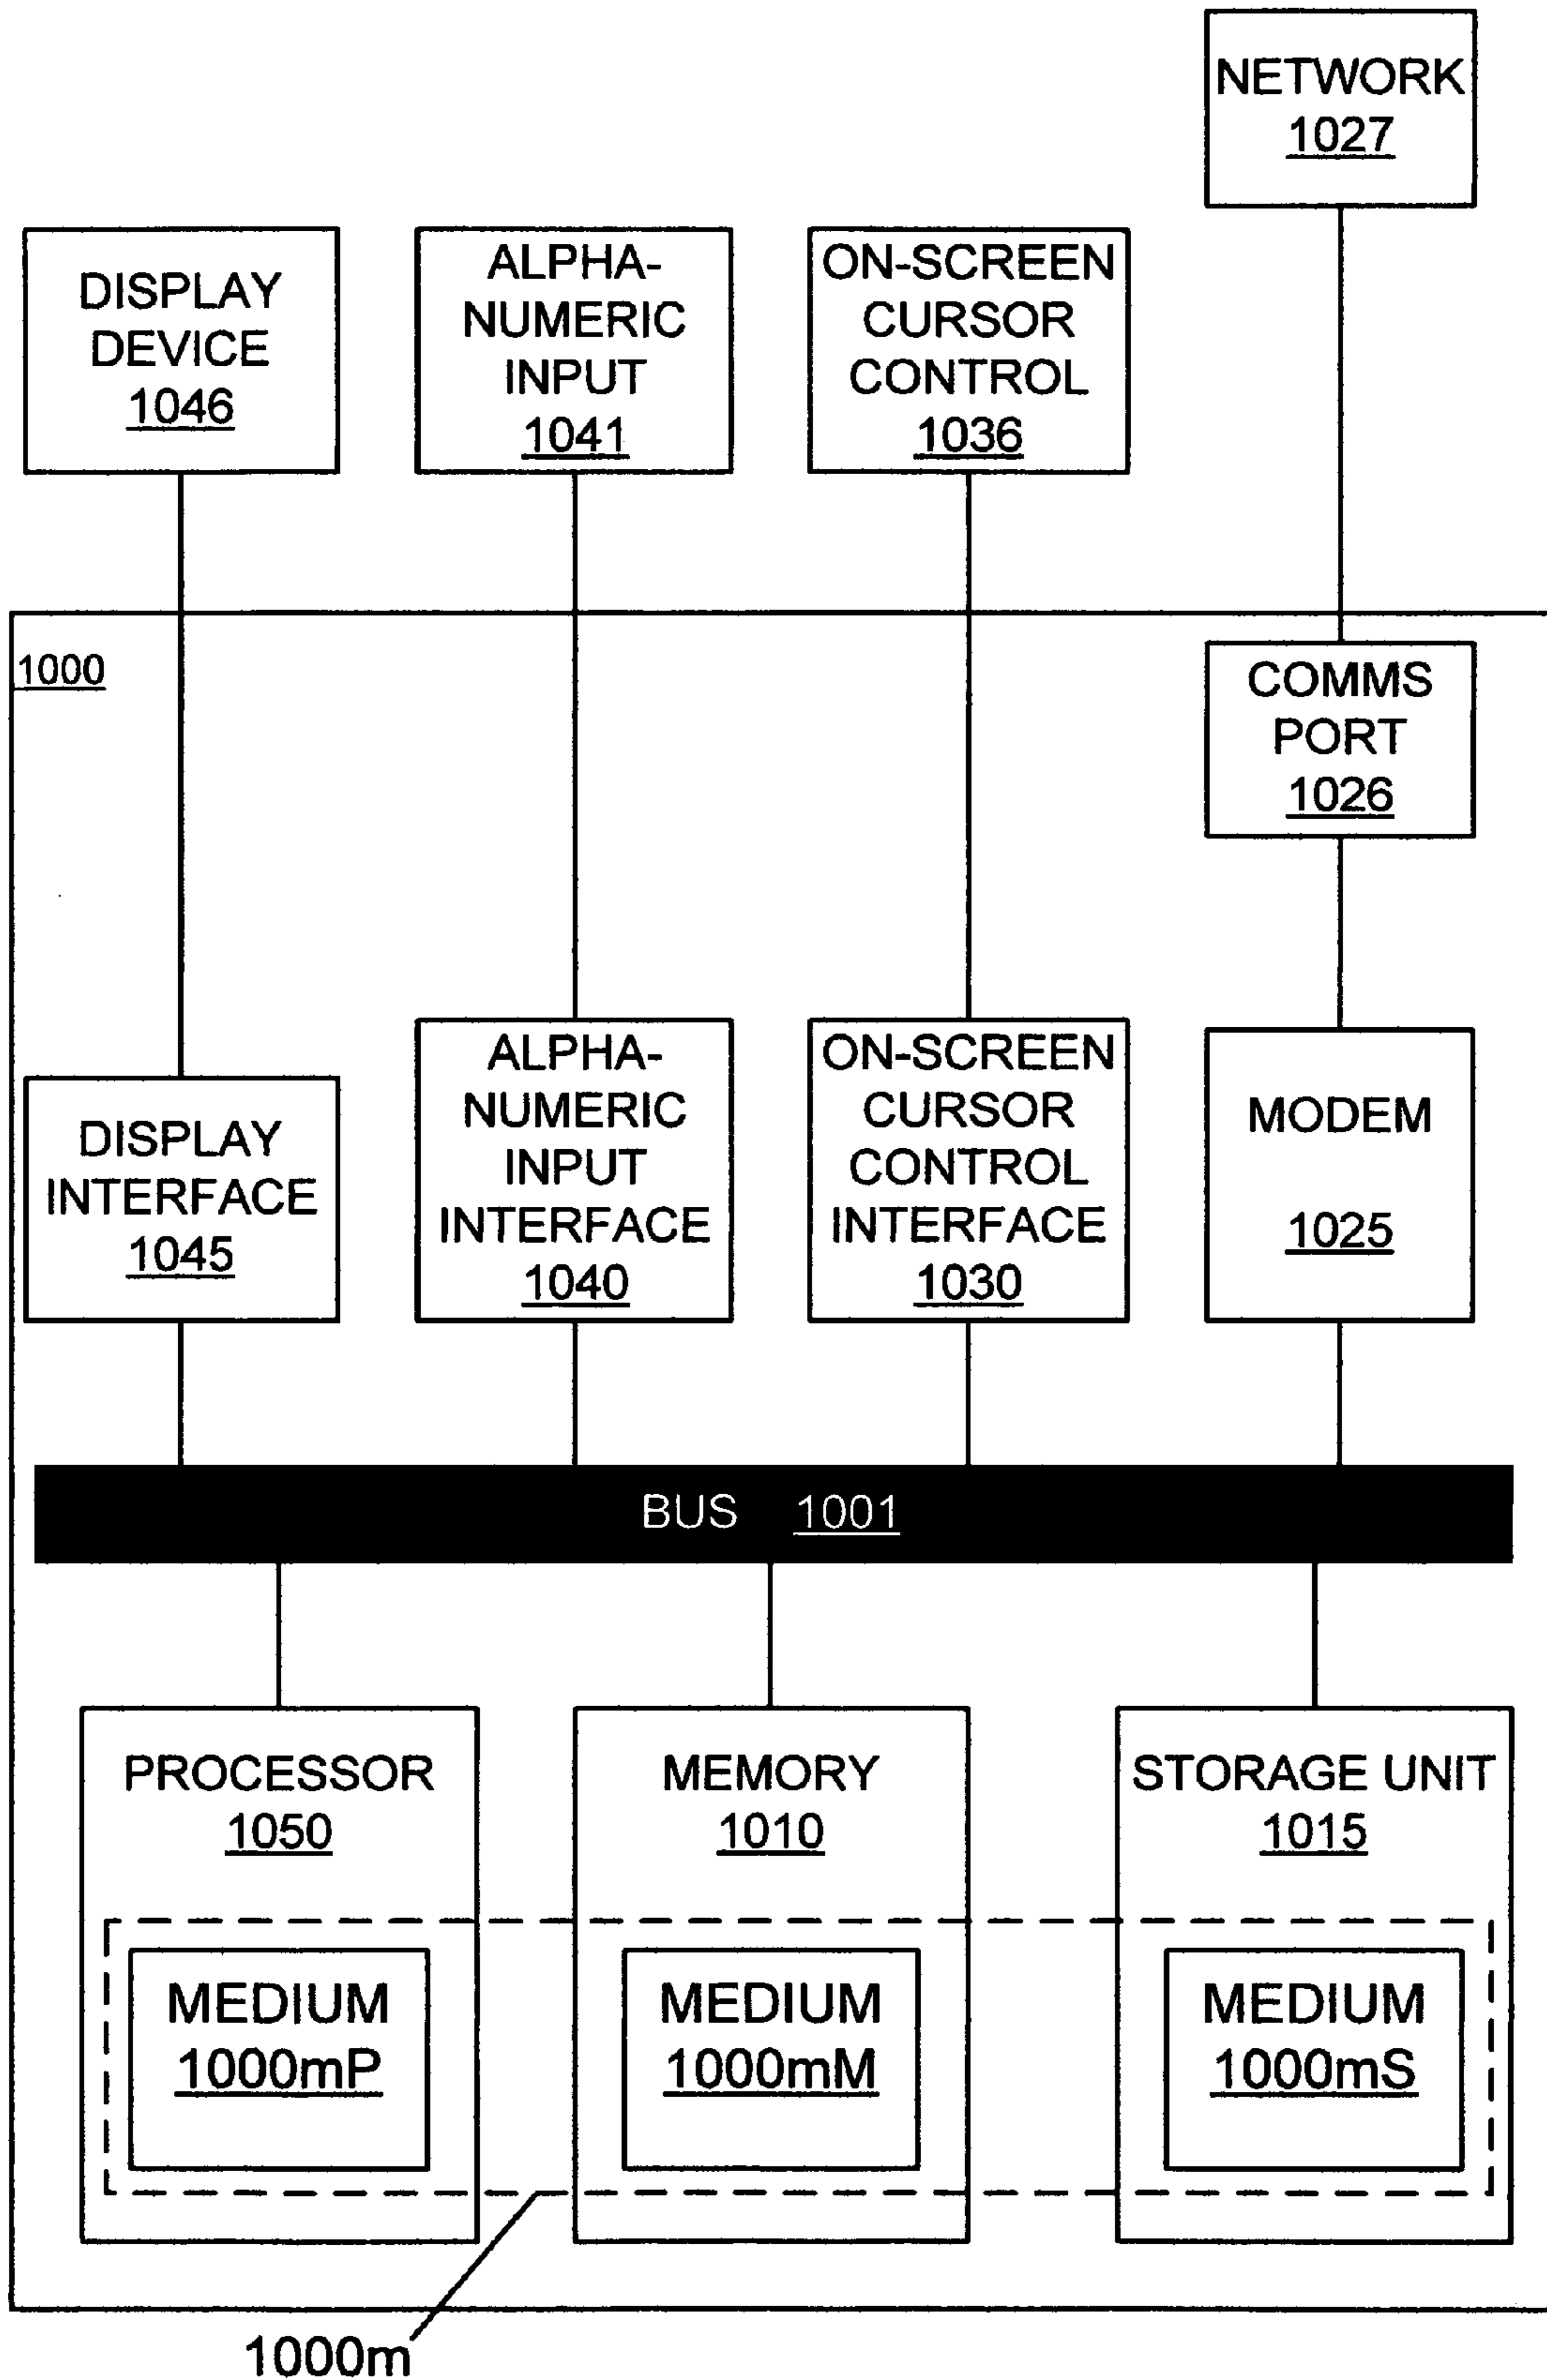 NETWORK
1027
DISPLAY
DEVICE
1046
ALPHA-
NUMERIC
INPUT
1041
ON-SCREEN
CURSOR
CONTROL
1036
1000
COMMS
PORT
1026
DISPLAY
INTERFACE
1045
ALPHA-
NUMERIC
INPUT
INTERFACE
1040
ON-SCREEN
CURSOR
CONTROL
INTERFACE
1030
MODEM
1025
BUS 1001
PROCESSOR
1050
MEMORY
1010
STORAGE UNIT
1015
MEDIUM
1000mP
MEDIUM
1000mM
MEDIUM
1000mS
1000m